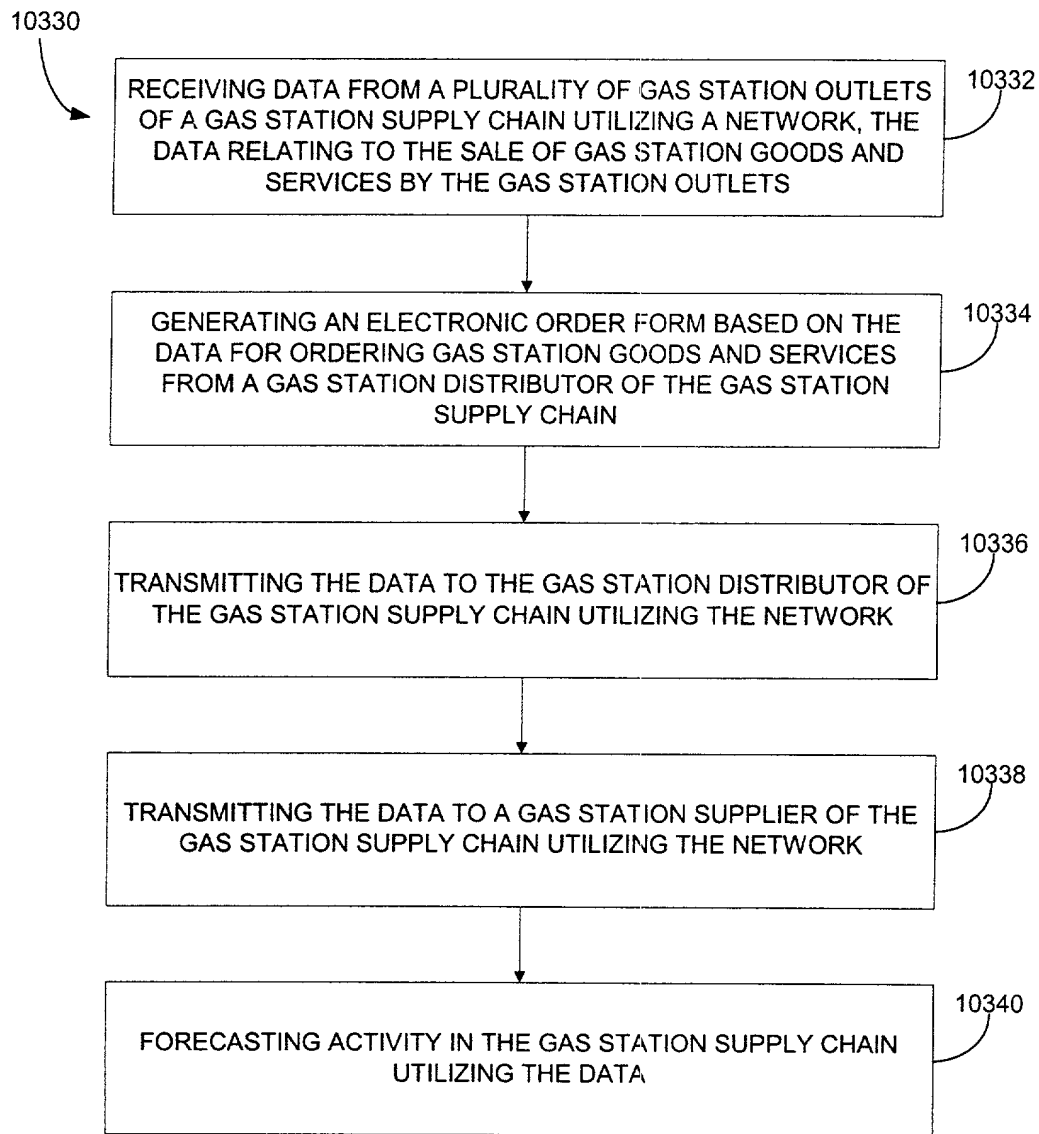 10330
RECEIVING DATA FROM A PLURALITY OF GAS STATION OUTLETS
OF A GAS STATION SUPPLY CHAIN UTILIZING A NETWORK, THE
DATA RELATING TO THE SALE OF GAS STATION GOODS AND
SERVICES BY THE GAS STATION OUTLETS
10332
GENERATING AN ELECTRONIC ORDER FORM BASED ON THE
DATA FOR ORDERING GAS STATION GOODS AND SERVICES
FROM A GAS STATION DISTRIBUTOR OF THE GAS STATION
SUPPLY CHAIN
10334
TRANSMITTING THE DATA TO THE GAS STATION DISTRIBUTOR OF
THE GAS STATION SUPPLY CHAIN UTILIZING THE NETWORK
10336
TRANSMITTING THE DATA TO A GAS STATION SUPPLIER OF THE
GAS STATION SUPPLY CHAIN UTILIZING THE NETWORK
10338
FORECASTING ACTIVITY IN THE GAS STATION SUPPLY CHAIN
UTILIZING THE DATA
10340